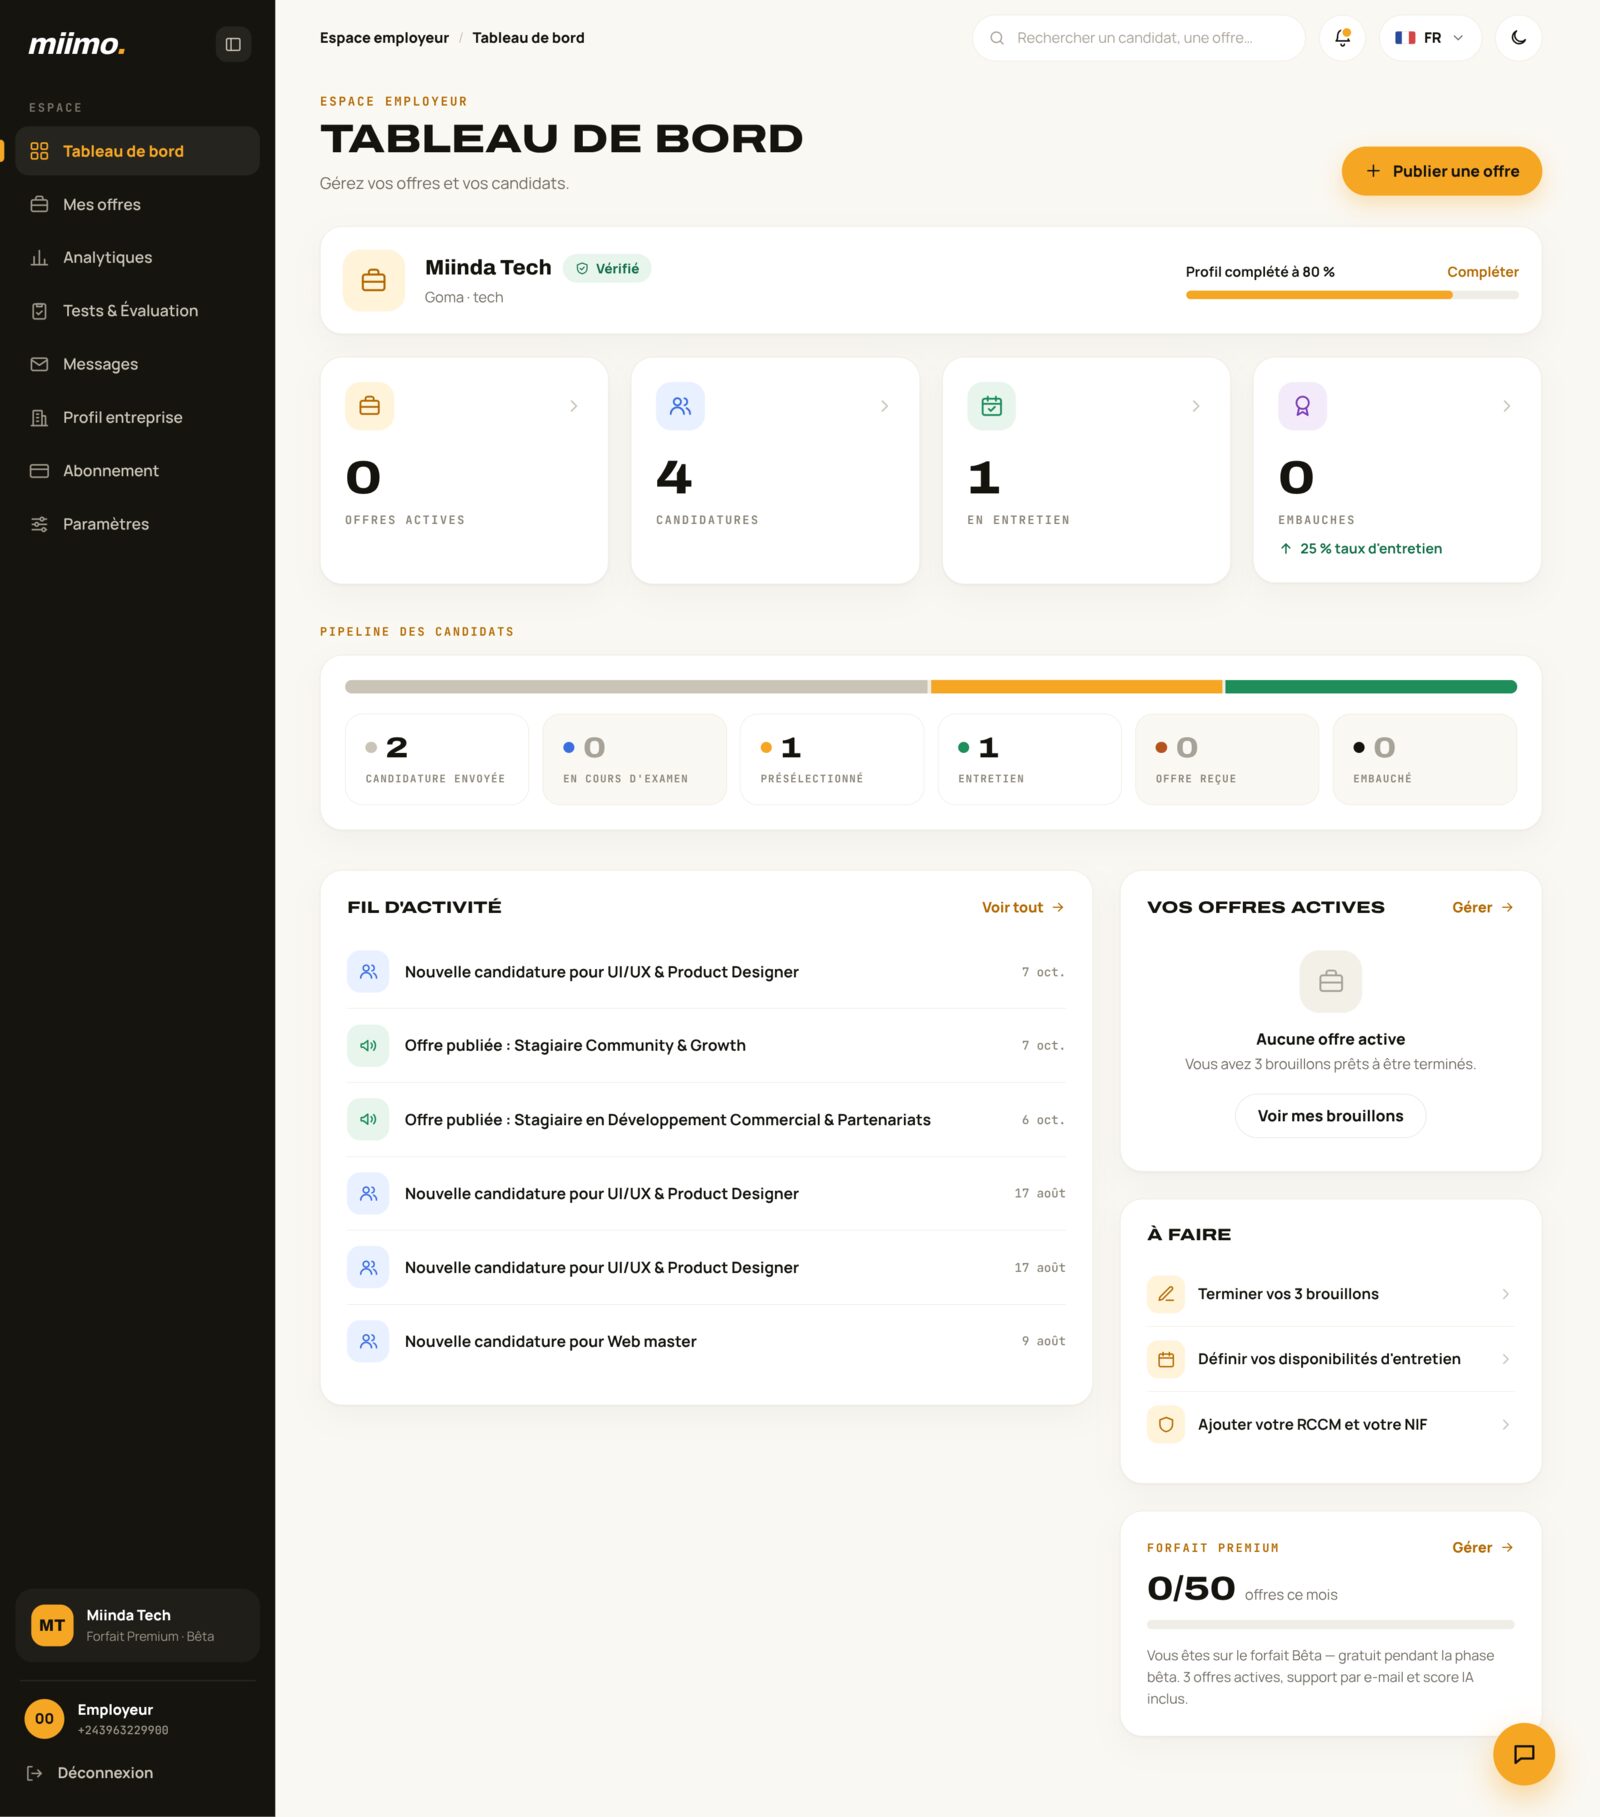 miimo.
ESPACE
Tableau de bord
Mes offres
Analytiques
Tests & Évaluation
Messages
Profil entreprise
Abonnement
Paramètres
MT
Miinda Tech
Forfait Premium · Bêta
00
Employeur
+243963229900
Déconnexion
Espace employeur / Tableau de bord
Rechercher un candidat, une offre...
FR
ESPACE EMPLOYEUR
TABLEAU DE BORD
Gérez vos offres et vos candidats.
+ Publier une offre
Miinda Tech Vérifié
Goma · tech
Profil complété à 80 % Compléter
0
OFFRES ACTIVES
4
CANDIDATURES
1
EN ENTRETIEN
0
EMBAUCHES
↑ 25 % taux d'entretien
PIPELINE DES CANDIDATS
2
CANDIDATURE ENVOYÉE
0
EN COURS D'EXAMEN
1
PRÉSÉLECTIONNÉ
1
ENTRETIEN
0
OFFRE REÇUE
0
EMBAUCHÉ
FIL D'ACTIVITÉ Voir tout →
Nouvelle candidature pour UI/UX & Product Designer 7 oct.
Offre publiée : Stagiaire Community & Growth 7 oct.
Offre publiée : Stagiaire en Développement Commercial & Partenariats 6 oct.
Nouvelle candidature pour UI/UX & Product Designer 17 août
Nouvelle candidature pour UI/UX & Product Designer 17 août
Nouvelle candidature pour Web master 9 août
VOS OFFRES ACTIVES Gérer →
Aucune offre active
Vous avez 3 brouillons prêts à être terminés.
Voir mes brouillons
À FAIRE
Terminer vos 3 brouillons
Définir vos disponibilités d'entretien
Ajouter votre RCCM et votre NIF
FORFAIT PREMIUM Gérer →
0/50 offres ce mois
Vous êtes sur le forfait Bêta — gratuit pendant la phase
bêta. 3 offres actives, support par e-mail et score IA
inclus.